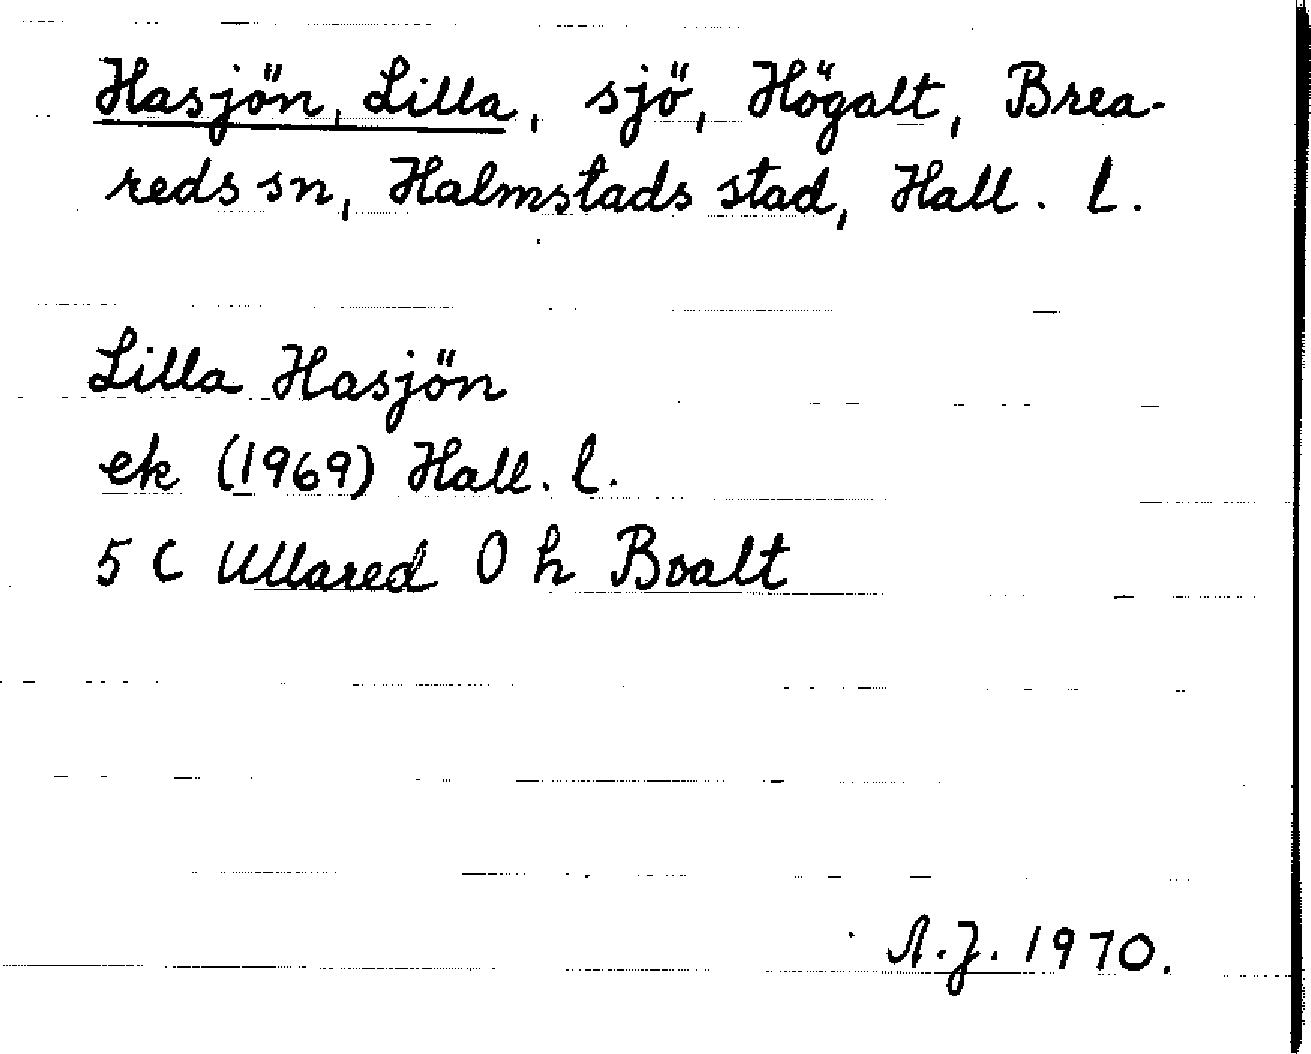 Hasjön, Lilla, sjö, Högalt, Brea-
reds sn, Halmstads stad, Hall. l.
Lilla Hasjön
ek (1969) Hall. l.
5 C Ullared 0 h Boalt
A.J. 1970.